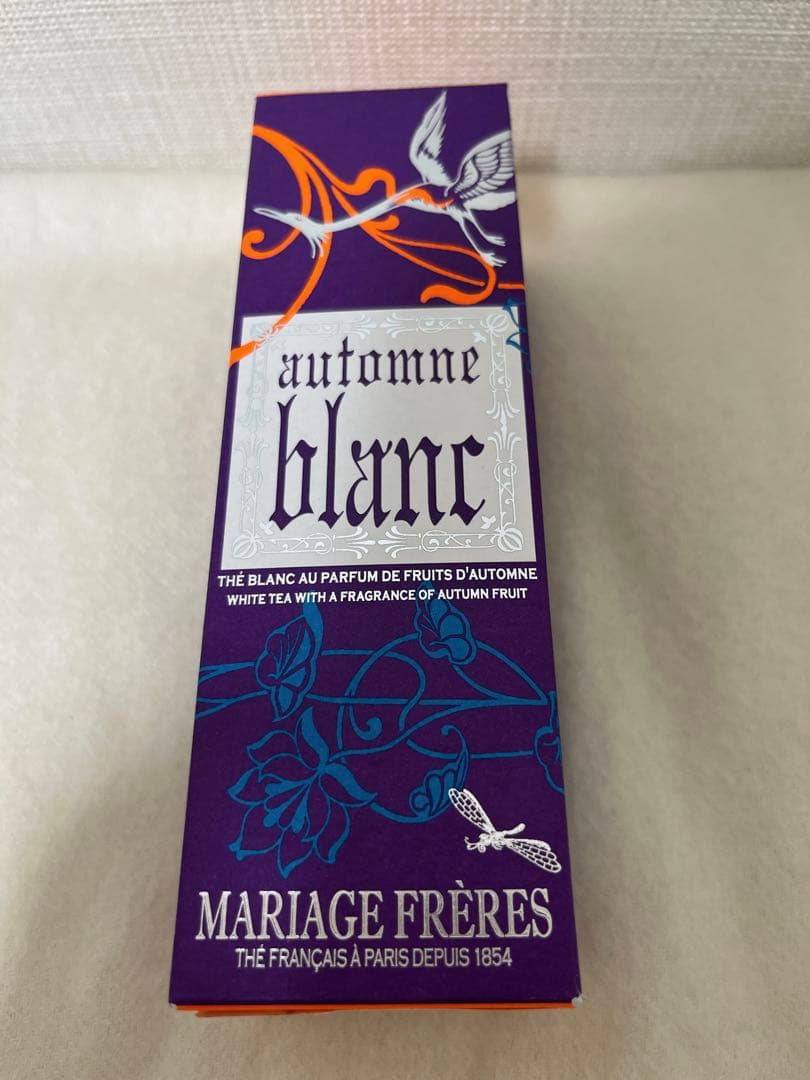 automne
blanc
THÉ BLANC AU PARFUM DE FRUITS D'AUTOMNE
WHITE TEA WITH A FRAGRANCE OF AUTUMN FRUIT
MARIAGE FRÈRES
THÉ FRANÇAIS À PARIS DEPUIS 1854